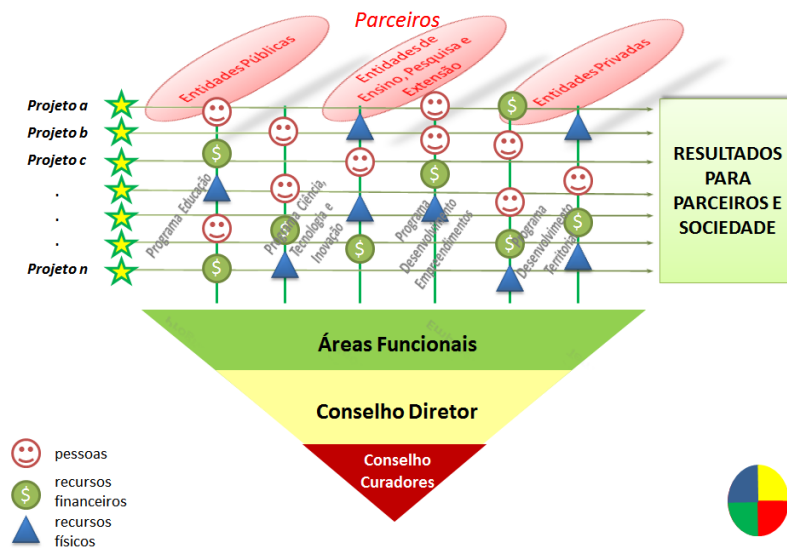 Parceiros
Entidades Públicas
Entidades de
Ensino, Pesquisa e
Extensão
Entidades Privadas
Projeto a
Projeto b
Projeto c
.
.
.
Projeto n
Programa Educação
Programa Ciência,
Tecnologia e
Inovação
Programa
Desenvolvimento
Empreendimentos
Programa
Desenvolvimento
Territorial
RESULTADOS
PARA
PARCEIROS E
SOCIEDADE
Áreas Funcionais
Conselho Diretor
Conselho
Curadores
$
$
$
$
$
$
$
$
pessoas
$
recursos
financeiros
recursos
físicos